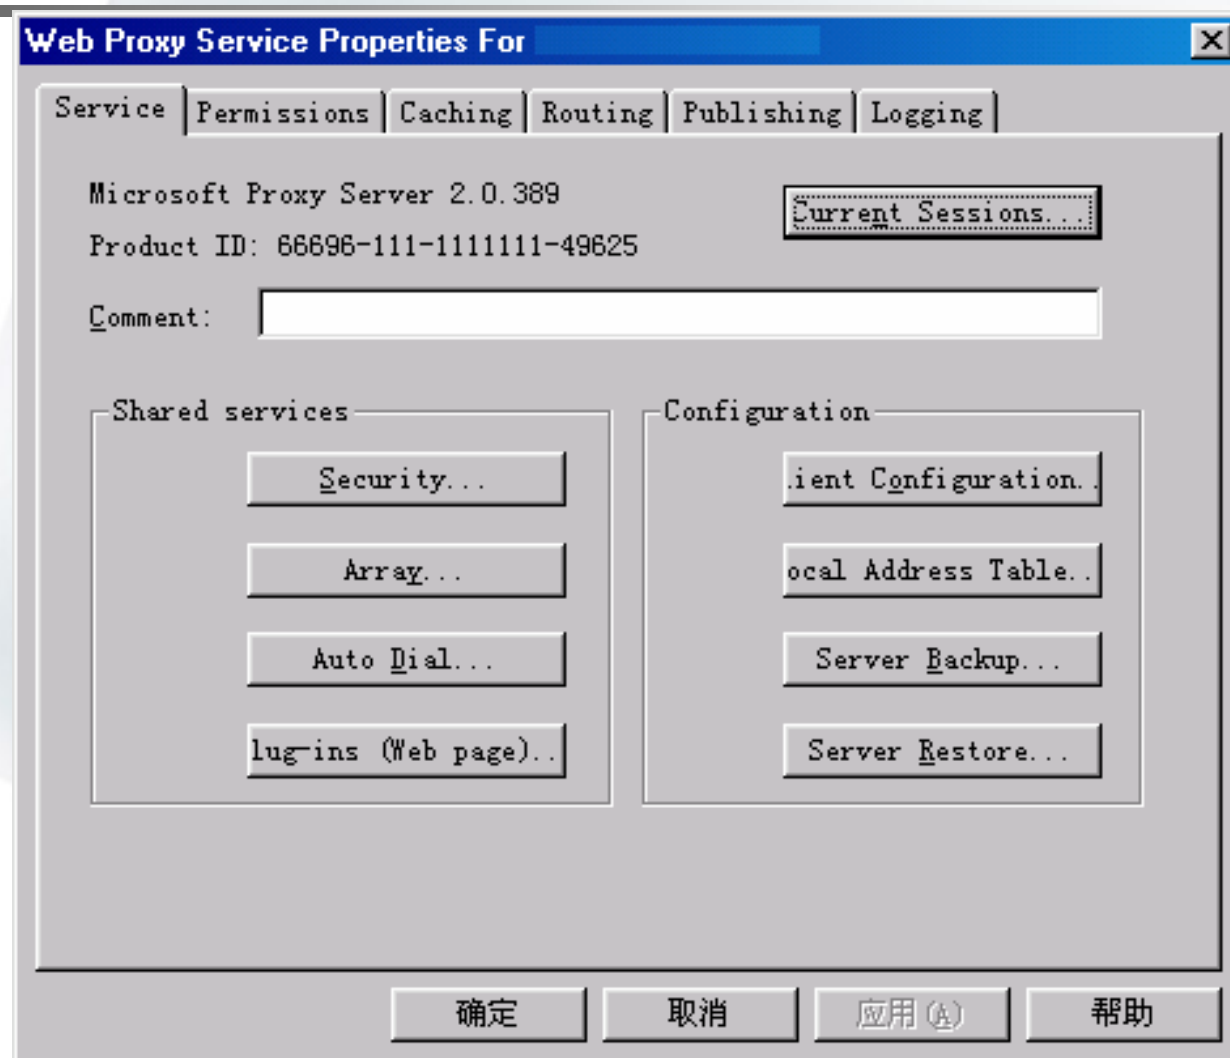 Web Proxy Service Properties For
Service Permissions Caching Routing Publishing Logging
Microsoft Proxy Server 2.0.389
Current Sessions...
Product ID: 66696-111-1111111-49625
Comment:
Shared services
Security...
Array...
Auto Dial...
lug-ins (Web page)..
Configuration
.ient Configuration..
ocal Address Table..
Server Backup...
Server Restore...
确定 取消 应用(A) 帮助